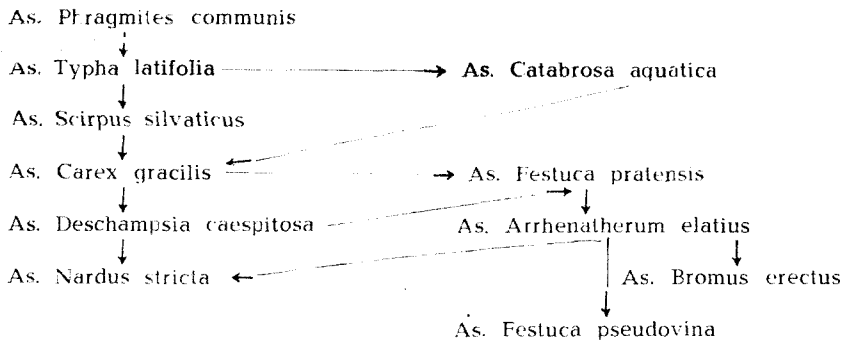 As. Phragmites communis
As. Typha latifolia As. Catabrosa aquatica
As. Scirpus silvaticus
As. Carex gracilis As. Festuca pratensis
As. Deschampsia caespitosa As. Arrhenatherum elatius
As. Nardus stricta As. Bromus erectus
As. Festuca pseudovina